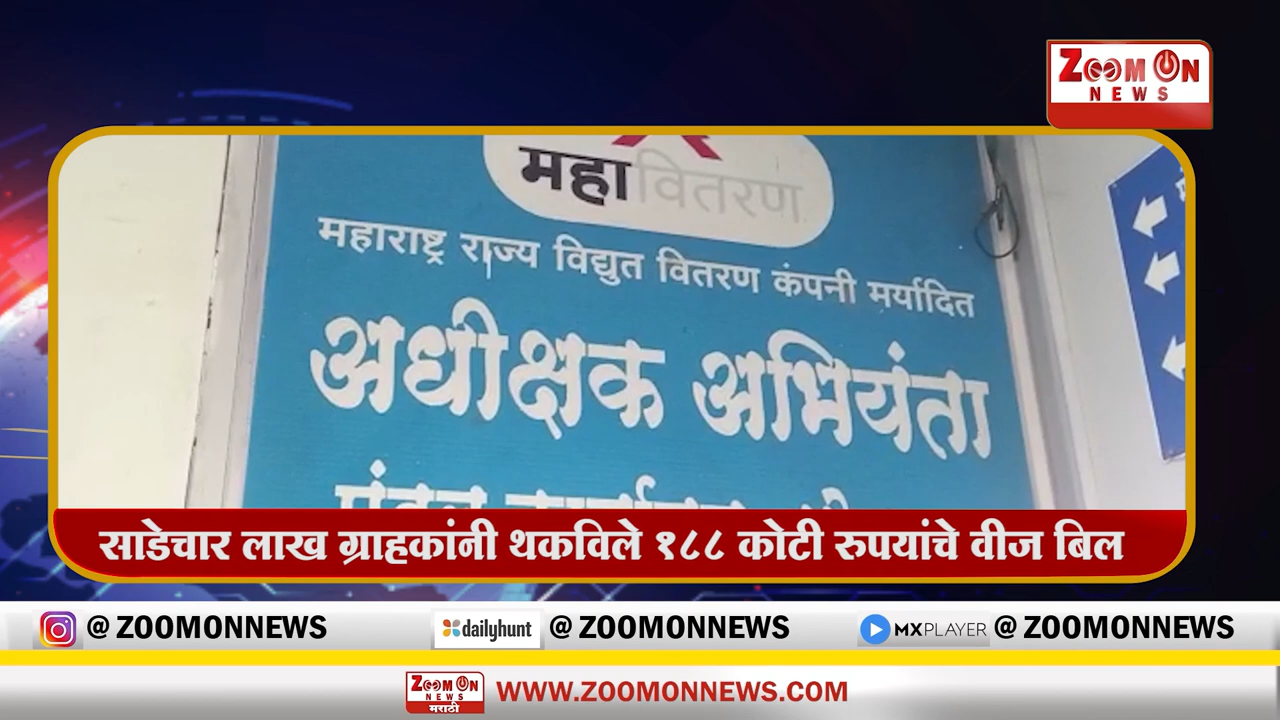 ZOOM ON
NEWS
महावितरण
महाराष्ट्र राज्य विद्युत वितरण कंपनी मर्यादित
अधीक्षक अभियंता
साडेचार लाख ग्राहकांनी थकविले १८८ कोटी रुपयांचे वीज बिल
@ ZOOMONNEWS dailyhunt @ ZOOMONNEWS MXPLAYER @ ZOOMONNEWS
ZOOM ON
NEWS
मराठी
WWW.ZOOMONNEWS.COM